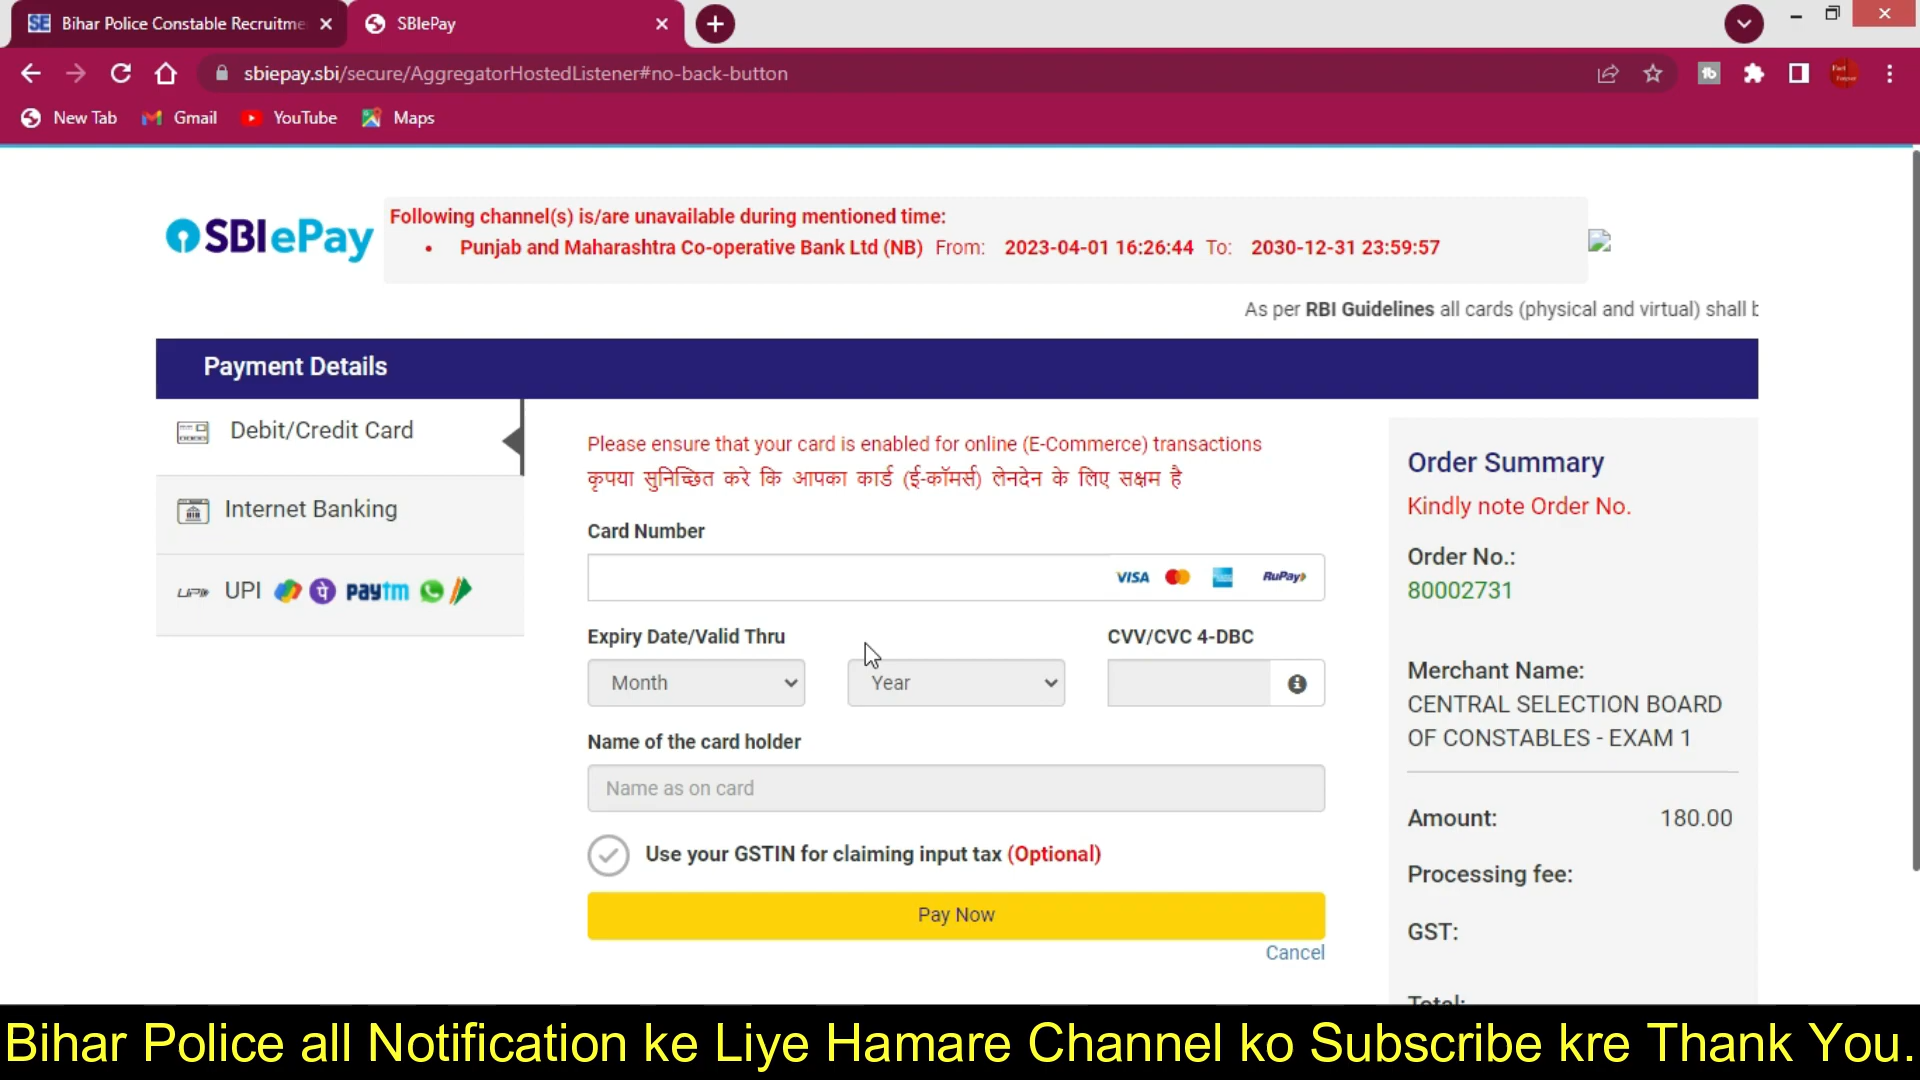 Bihar Police Constable Recruitme
SBIePay
sbiepay.sbi/secure/AggregatorHostedListener#no-back-button
New Tab
Gmail
YouTube
Maps
SBIePay
Following channel(s) is/are unavailable during mentioned time:
• Punjab and Maharashtra Co-operative Bank Ltd (NB) From: 2023-04-01 16:26:44 To: 2030-12-31 23:59:57
As per RBI Guidelines all cards (physical and virtual) shall b
Payment Details
Debit/Credit Card
Internet Banking
UPI paytm
Please ensure that your card is enabled for online (E-Commerce) transactions
कृपया सुनिच्छित करे कि आपका कार्ड (ई-कॉमर्स) लेनदेन के लिए सक्षम है
Card Number
VISA RuPay
Expiry Date/Valid Thru
CVV/CVC 4-DBC
Month
Year
Name of the card holder
Name as on card
Use your GSTIN for claiming input tax (Optional)
Pay Now
Cancel
Order Summary
Kindly note Order No.
Order No.:
80002731
Merchant Name:
CENTRAL SELECTION BOARD
OF CONSTABLES - EXAM 1
Amount: 180.00
Processing fee:
GST:
Total:
Bihar Police all Notification ke Liye Hamare Channel ko Subscribe kre Thank You.